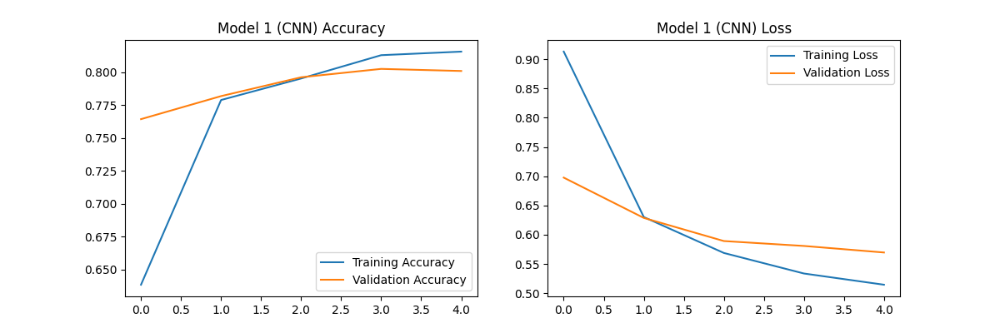 Model 1 (CNN) Accuracy
0.800
0.775
0.750
0.725
0.700
0.675
0.650
Training Accuracy
Validation Accuracy
0.0 0.5 1.0 1.5 2.0 2.5 3.0 3.5 4.0
Model 1 (CNN) Loss
0.90
0.85
0.80
0.75
0.70
0.65
0.60
0.55
0.50
Training Loss
Validation Loss
0.0 0.5 1.0 1.5 2.0 2.5 3.0 3.5 4.0